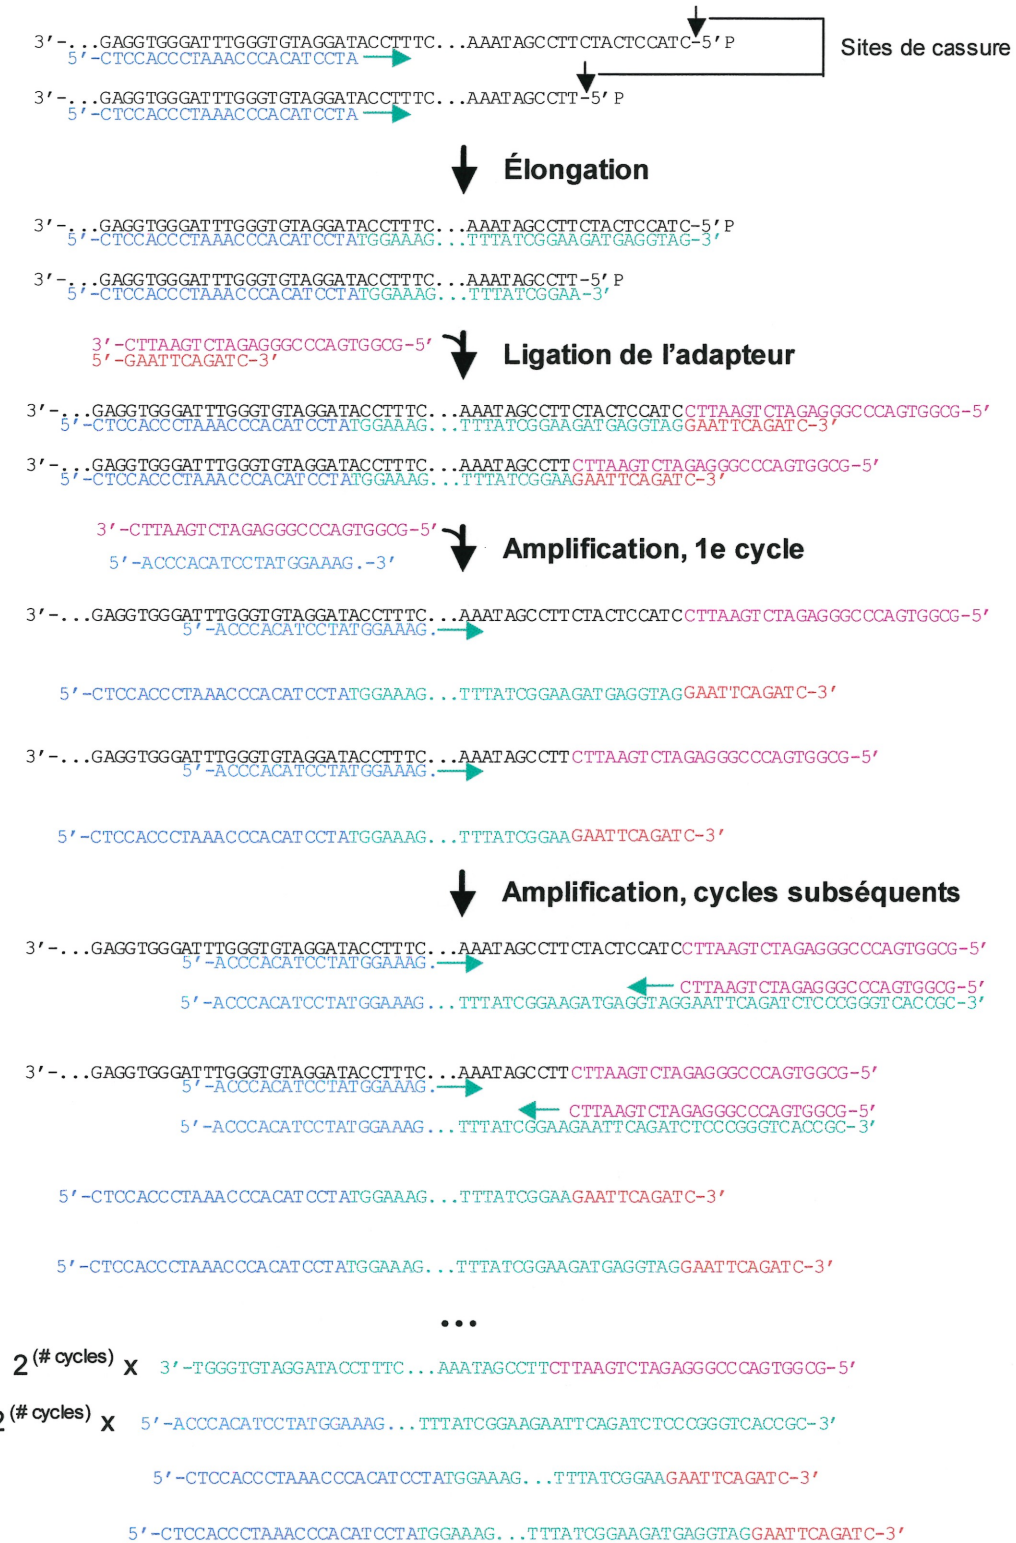 3′-...GAGGTGGGATTTGGGTGTAGGATACCTTTC...AAATAGCCTTCTACTCCATC-5′P
Sites de cassure
5′-CTCCACCCTAAACCCACATCCTA
3′-...GAGGTGGGATTTGGGTGTAGGATACCTTTC...AAATAGCCTT-5′P
5′-CTCCACCCTAAACCCACATCCTA
Élongation
3′-...GAGGTGGGATTTGGGTGTAGGATACCTTTC...AAATAGCCTTCTACTCCATC-5′P
5′-CTCCACCCTAAACCCACATCCTATGGAAAG...TTTATCGGAAGATGAGGTAG-3′
3′-...GAGGTGGGATTTGGGTGTAGGATACCTTTC...AAATAGCCTT-5′P
5′-CTCCACCCTAAACCCACATCCTATGGAAAG...TTTATCGGAA-3′
3′-CTTAAGTCTAGAGGGCCCAGTGGCG-5′
5′-GAATTCAGATC-3′
Ligation de l’adapteur
3′-...GAGGTGGGATTTGGGTGTAGGATACCTTTC...AAATAGCCTTCTACTCCATCCTTAAGTCTAGAGGGCCCAGTGGCG-5′
5′-CTCCACCCTAAACCCACATCCTATGGAAAG...TTTATCGGAAGATGAGGTAGGAATTCAGATC-3′
3′-...GAGGTGGGATTTGGGTGTAGGATACCTTTC...AAATAGCCTTCTTAAGTCTAGAGGGCCCAGTGGCG-5′
5′-CTCCACCCTAAACCCACATCCTATGGAAAG...TTTATCGGAAGAATTCAGATC-3′
3′-CTTAAGTCTAGAGGGCCCAGTGGCG-5′
Amplification, 1e cycle
5′-ACCCACATCCTATGGAAAG.-3′
3′-...GAGGTGGGATTTGGGTGTAGGATACCTTTC...AAATAGCCTTCTACTCCATCCTTAAGTCTAGAGGGCCCAGTGGCG-5′
5′-ACCCACATCCTATGGAAAG.
5′-CTCCACCCTAAACCCACATCCTATGGAAAG...TTTATCGGAAGATGAGGTAGGAATTCAGATC-3′
3′-...GAGGTGGGATTTGGGTGTAGGATACCTTTC...AAATAGCCTTCTTAAGTCTAGAGGGCCCAGTGGCG-5′
5′-ACCCACATCCTATGGAAAG.
5′-CTCCACCCTAAACCCACATCCTATGGAAAG...TTTATCGGAAGAATTCAGATC-3′
Amplification, cycles subséquents
3′-...GAGGTGGGATTTGGGTGTAGGATACCTTTC...AAATAGCCTTCTACTCCATCCTTAAGTCTAGAGGGCCCAGTGGCG-5′
5′-ACCCACATCCTATGGAAAG.
CTTAAGTCTAGAGGGCCCAGTGGCG-5′
5′-ACCCACATCCTATGGAAAG...TTTATCGGAAGATGAGGTAGGAATTCAGATCTCCCGGGTCACCGC-3′
3′-...GAGGTGGGATTTGGGTGTAGGATACCTTTC...AAATAGCCTTCTTAAGTCTAGAGGGCCCAGTGGCG-5′
5′-ACCCACATCCTATGGAAAG.
CTTAAGTCTAGAGGGCCCAGTGGCG-5′
5′-ACCCACATCCTATGGAAAG...TTTATCGGAAGAATTCAGATCTCCCGGGTCACCGC-3′
5′-CTCCACCCTAAACCCACATCCTATGGAAAG...TTTATCGGAAGAATTCAGATC-3′
5′-CTCCACCCTAAACCCACATCCTATGGAAAG...TTTATCGGAAGATGAGGTAGGAATTCAGATC-3′
...
2(# cycles) x 3′-TGGGTGTAGGATACCTTTC...AAATAGCCTTCTTAAGTCTAGAGGGCCCAGTGGCG-5′
2(# cycles) x 5′-ACCCACATCCTATGGAAAG...TTTATCGGAAGAATTCAGATCTCCCGGGTCACCGC-3′
5′-CTCCACCCTAAACCCACATCCTATGGAAAG...TTTATCGGAAGAATTCAGATC-3′
5′-CTCCACCCTAAACCCACATCCTATGGAAAG...TTTATCGGAAGATGAGGTAGGAATTCAGATC-3′